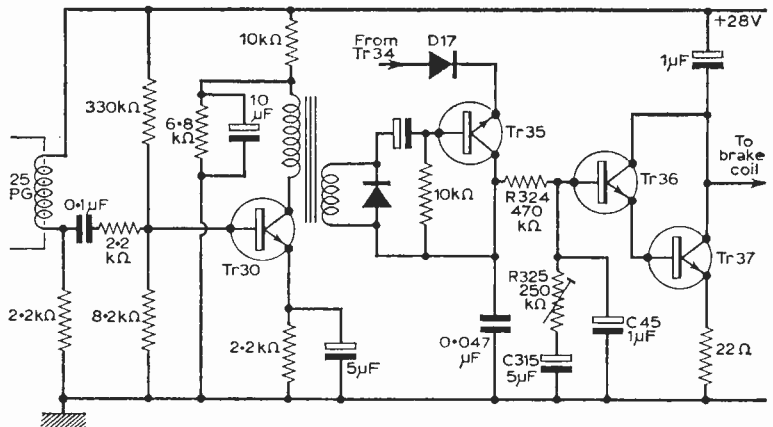 +28V
10kΩ
From
Tr34
D17
1μF
330kΩ
6·8
kΩ
10
μF
Tr35
To
brake
coil
25
PG
0·1μF
2·2
kΩ
Tr30
10kΩ
R324
470
kΩ
Tr36
Tr37
2·2kΩ
8·2kΩ
2·2kΩ
5μF
0·047
μF
R325
250
kΩ
C315
5μF
C45
1μF
22Ω